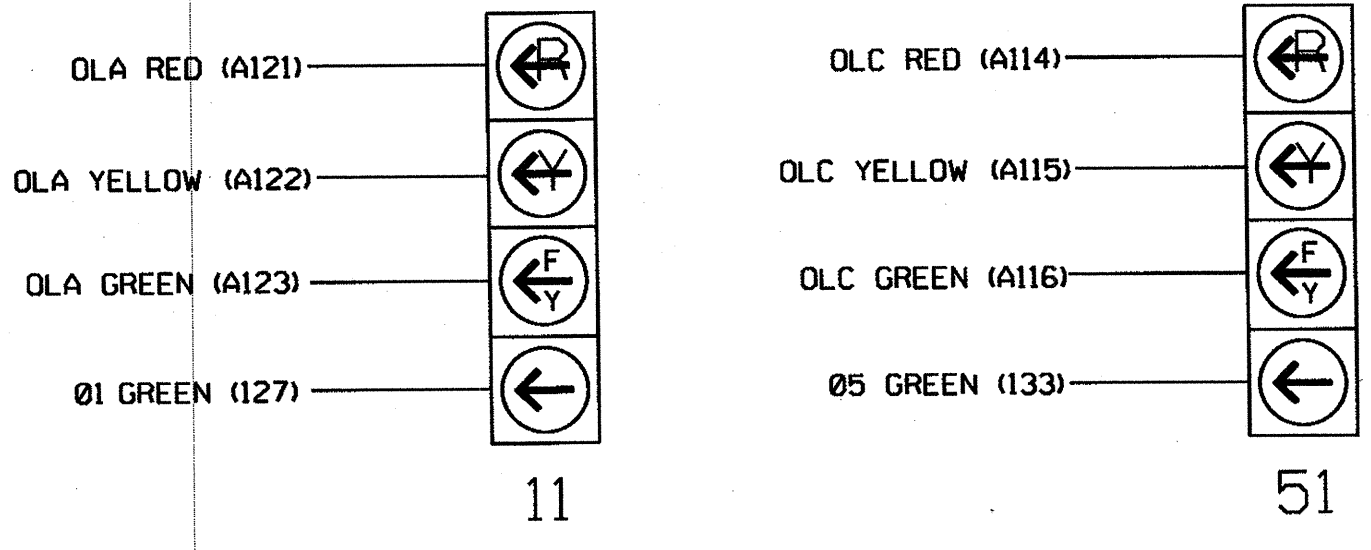 OLA RED (A121)
R
OLA YELLOW (A122)
Y
OLA GREEN (A123)
F
Y
Ø1 GREEN (127)
11
OLC RED (A114)
R
OLC YELLOW (A115)
Y
OLC GREEN (A116)
F
Y
Ø5 GREEN (133)
51